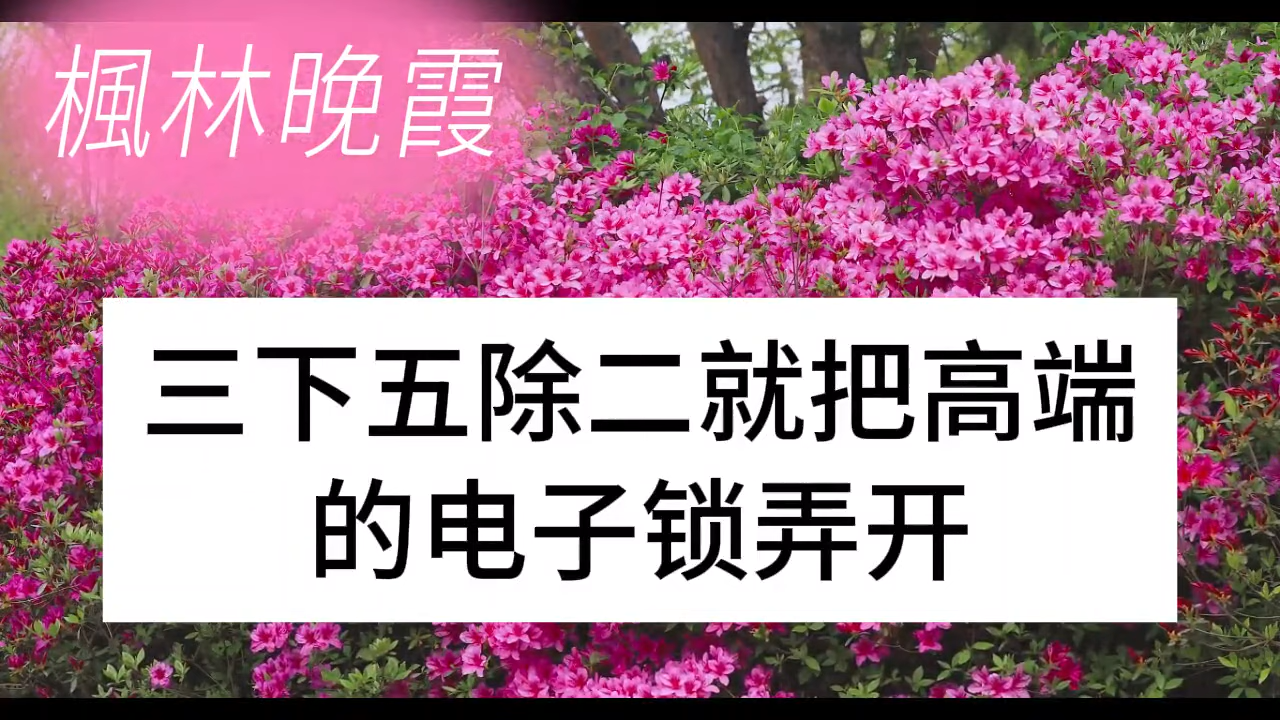 楓林晚霞
三下五除二就把高端
的电子锁弄开